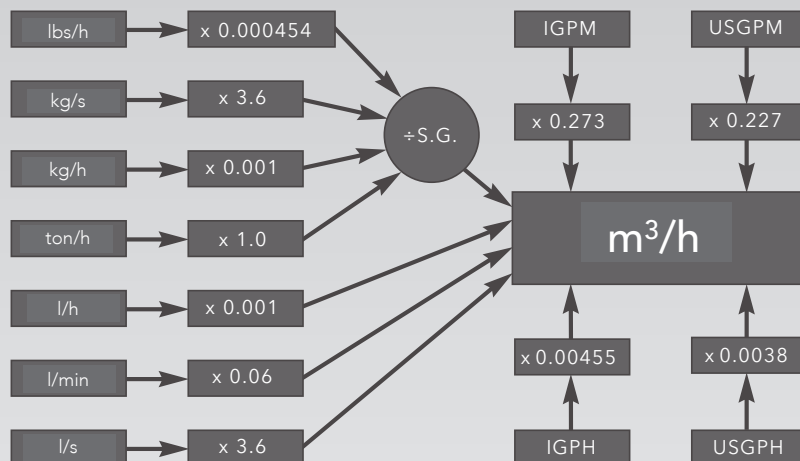 lbs/h
x 0.000454
IGPM
USGPM
kg/s
x 3.6
÷S.G.
x 0.273
x 0.227
kg/h
x 0.001
ton/h
x 1.0
m³/h
l/h
x 0.001
x 0.00455
x 0.0038
l/min
x 0.06
l/s
x 3.6
IGPH
USGPH